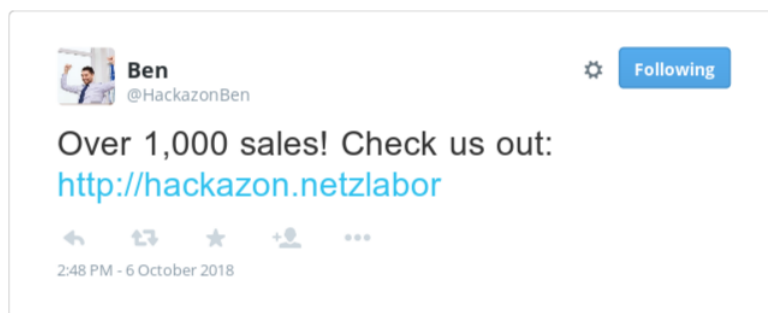 Ben
Following
@HackazonBen
Over 1,000 sales! Check us out:
http://hackazon.netzlabor
2:48 PM - 6 October 2018